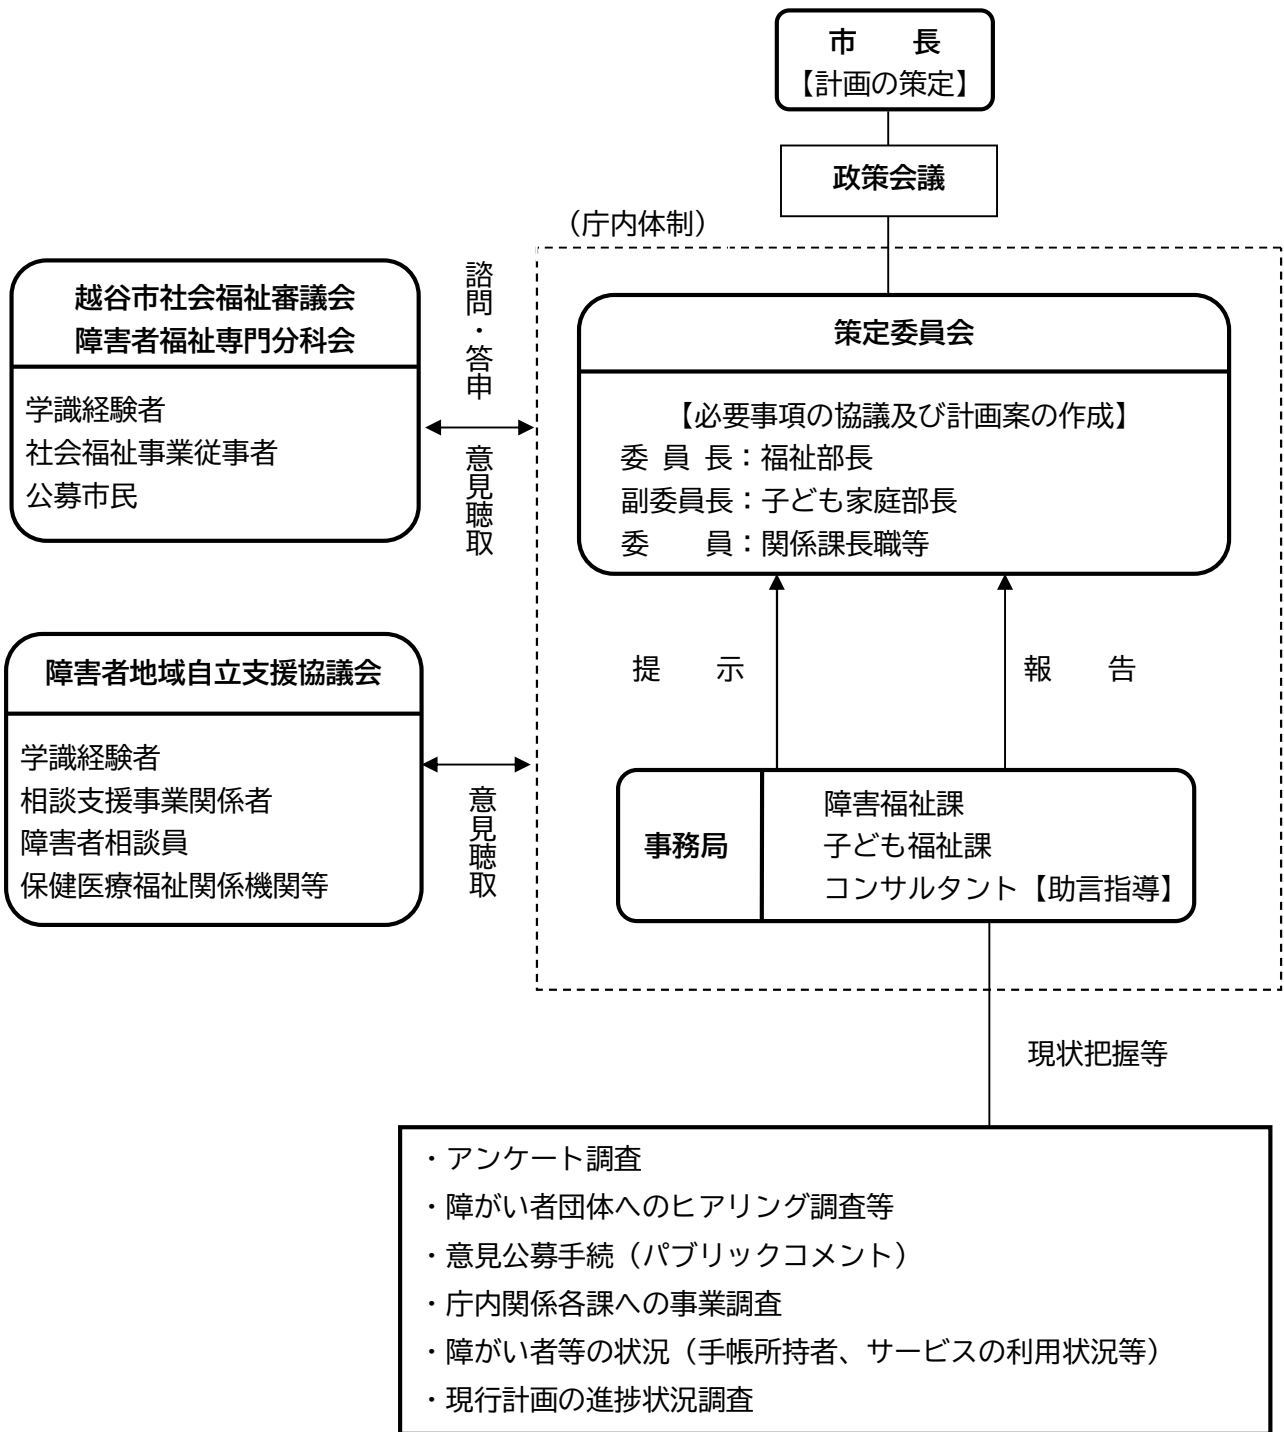 市　　長
【計画の策定】
政策会議
（庁内体制）
越谷市社会福祉審議会
障害者福祉専門分科会
学識経験者
社会福祉事業従事者
公募市民
諮問・答申
意見聴取
策定委員会
【必要事項の協議及び計画案の作成】
委 員 長：福祉部長
副委員長：子ども家庭部長
委　　員：関係課長職等
障害者地域自立支援協議会
学識経験者
相談支援事業関係者
障害者相談員
保健医療福祉関係機関等
意見聴取
提　　示
報　　告
事務局
障害福祉課
子ども福祉課
コンサルタント【助言指導】
現状把握等
・アンケート調査
・障がい者団体へのヒアリング調査等
・意見公募手続（パブリックコメント）
・庁内関係各課への事業調査
・障がい者等の状況（手帳所持者、サービスの利用状況等）
・現行計画の進捗状況調査